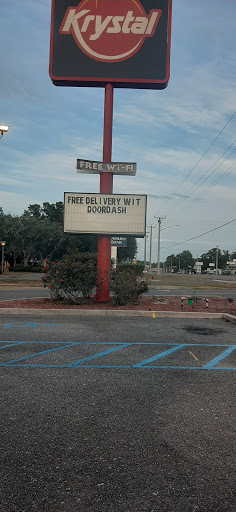 Krystal
FREE WI-FI
FREE DELIVERY WIT
DOORDASH